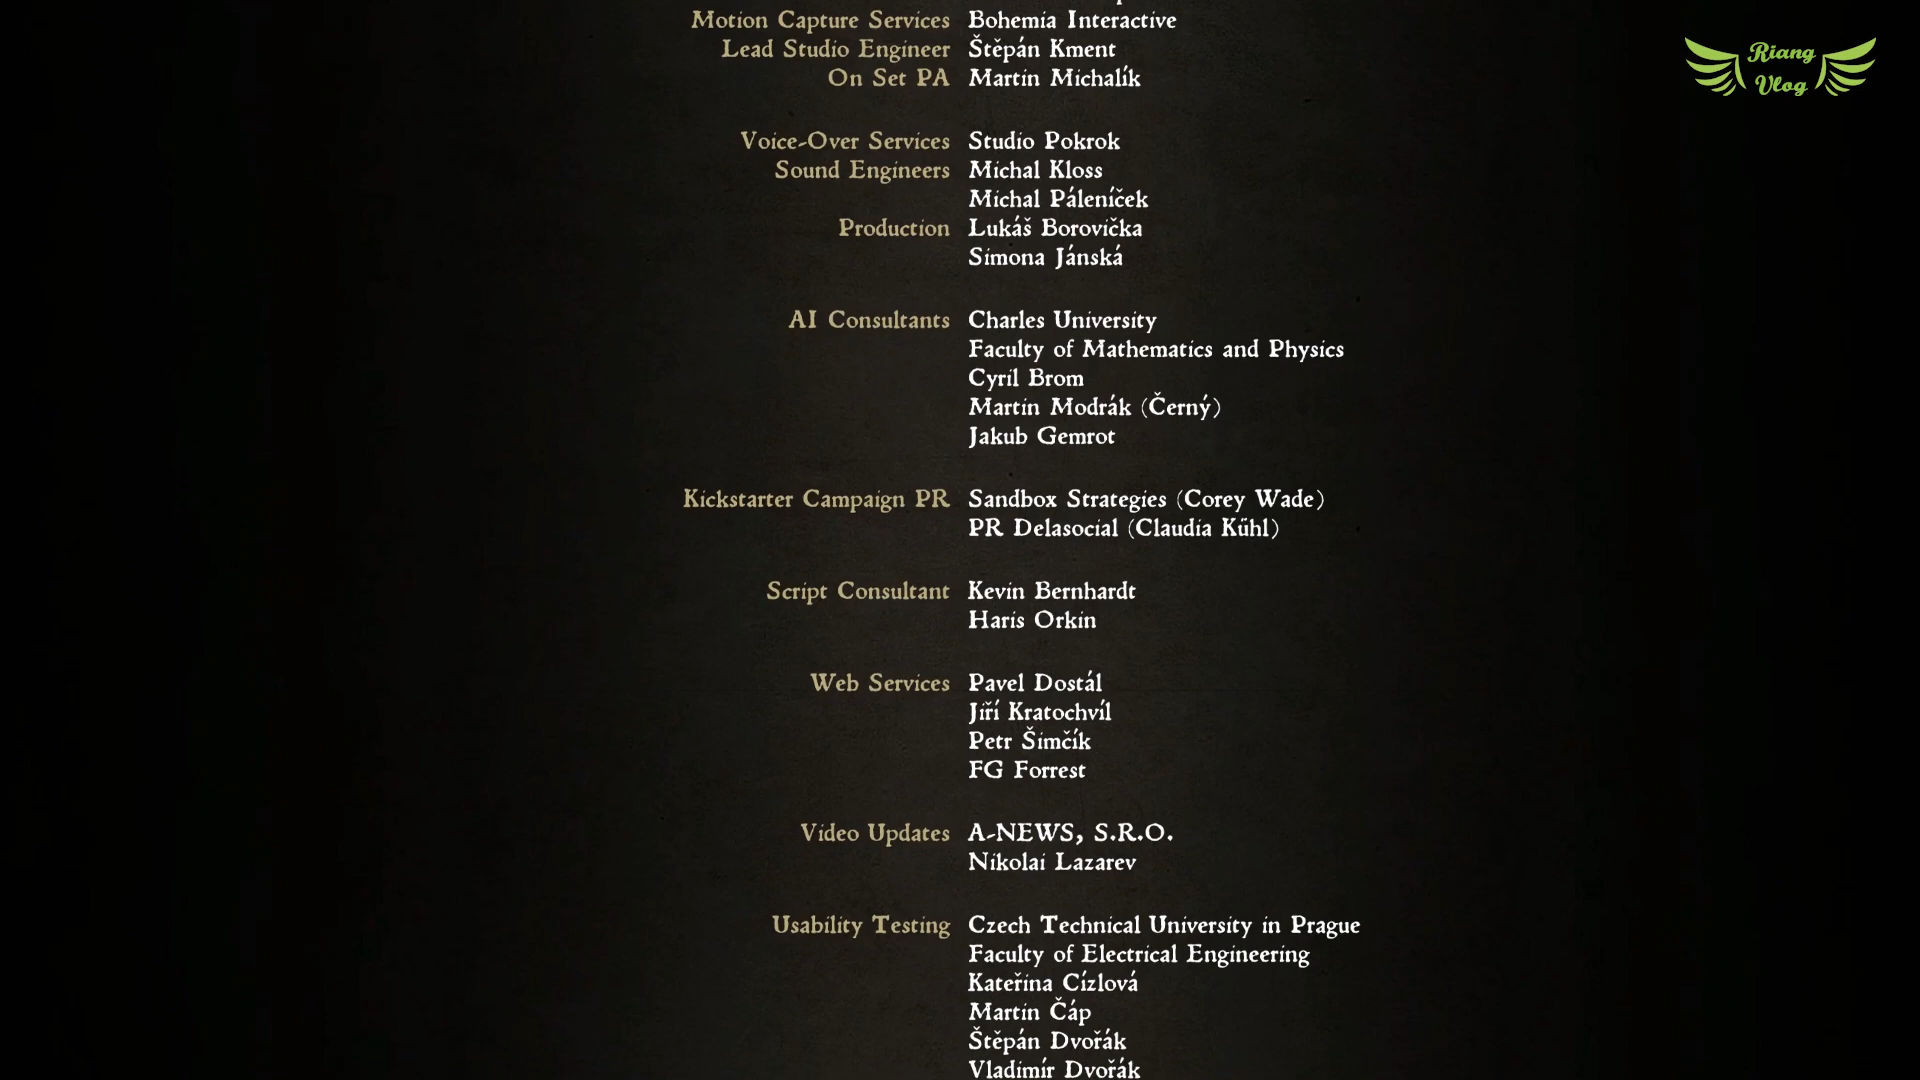 Motion Capture Services Bohemia Interactive
Lead Studio Engineer Štěpán Kment
On Set PA Martin Michalík
Voice-Over Services Studio Pokrok
Sound Engineers Michal Kloss
Michal Páleníček
Production Lukáš Borovička
Simona Jánská
AI Consultants Charles University
Faculty of Mathematics and Physics
Cyril Brom
Martin Modrák (Černý)
Jakub Gemrot
Kickstarter Campaign PR Sandbox Strategies (Corey Wade)
PR Delasocial (Claudia Kühl)
Script Consultant Kevin Bernhardt
Haris Orkin
Web Services Pavel Dostál
Jiří Kratochvíl
Petr Šimčík
FG Forrest
Video Updates A-NEWS, S.R.O.
Nikolai Lazarev
Usability Testing Czech Technical University in Prague
Faculty of Electrical Engineering
Kateřina Cízlová
Martin Čáp
Štěpán Dvořák
Vladimír Dvořák
Riang
Vlog